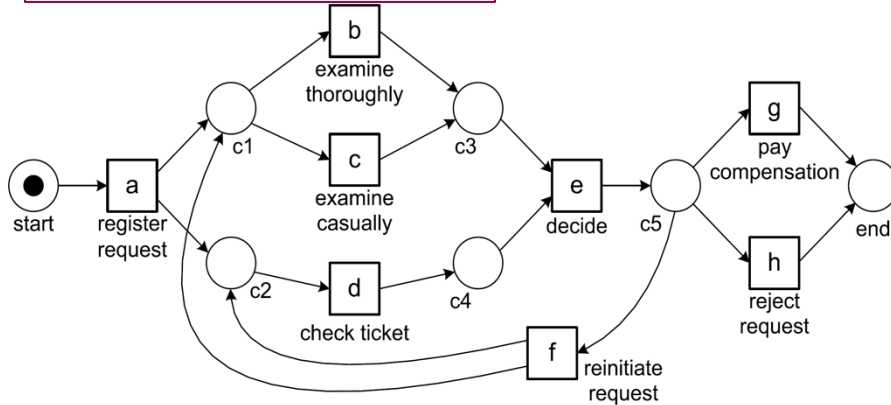 b
examine
thoroughly
c1
c3
g
pay
compensation
a
register
request
start
c
examine
casually
e
decide
c5
end
c2
d
check ticket
c4
h
reject
request
f
reinitiate
request